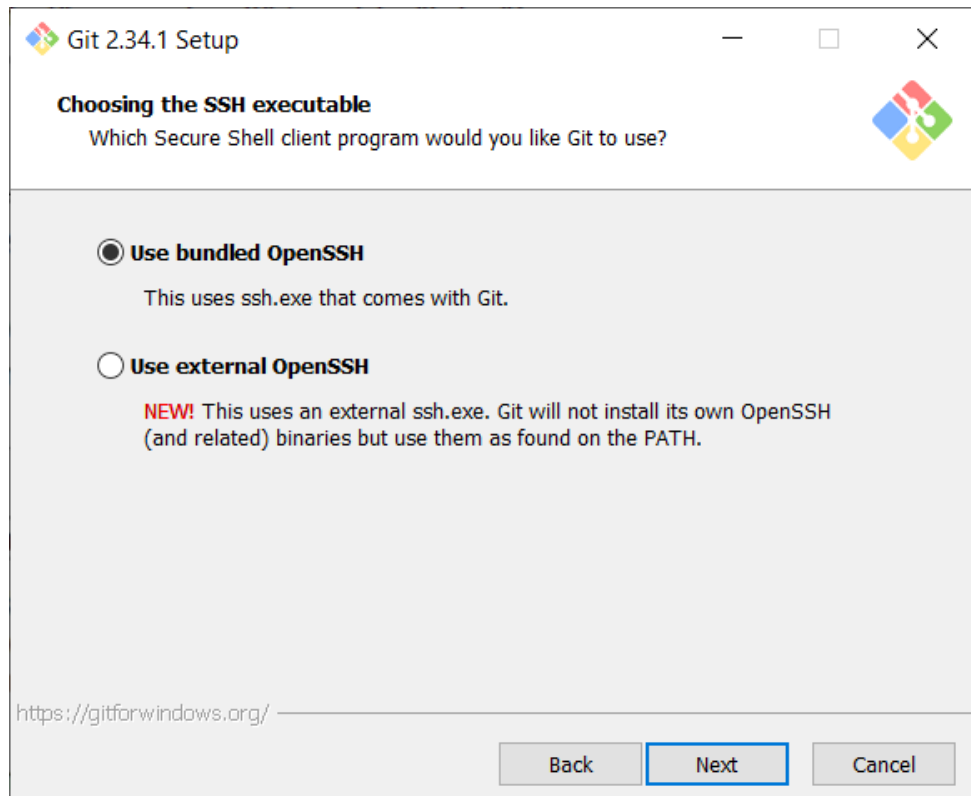 Git 2.34.1 Setup
Choosing the SSH executable
Which Secure Shell client program would you like Git to use?
Use bundled OpenSSH
This uses ssh.exe that comes with Git.
Use external OpenSSH
NEW! This uses an external ssh.exe. Git will not install its own OpenSSH
(and related) binaries but use them as found on the PATH.
https://gitforwindows.org/
Back Next Cancel